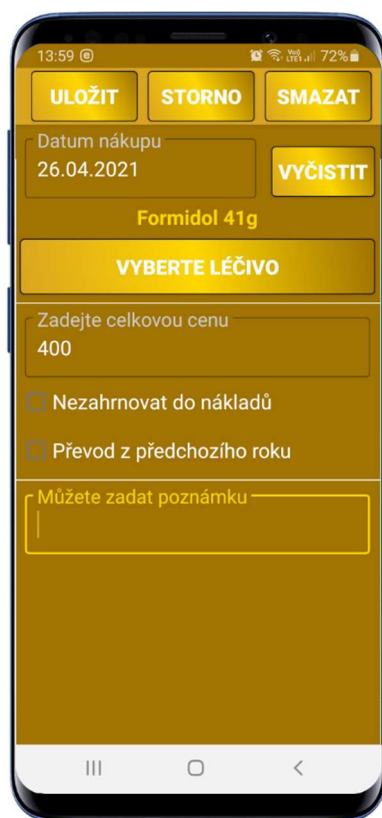 13:59 72%
ULOŽIT STORNO SMAZAT
Datum nákupu
26.04.2021 VYČISTIT
Formidol 41g
VYBERTE LÉČIVO
Zadejte celkovou cenu
400
Nezahrnovat do nákladů
Převod z předchozího roku
Můžete zadat poznámku